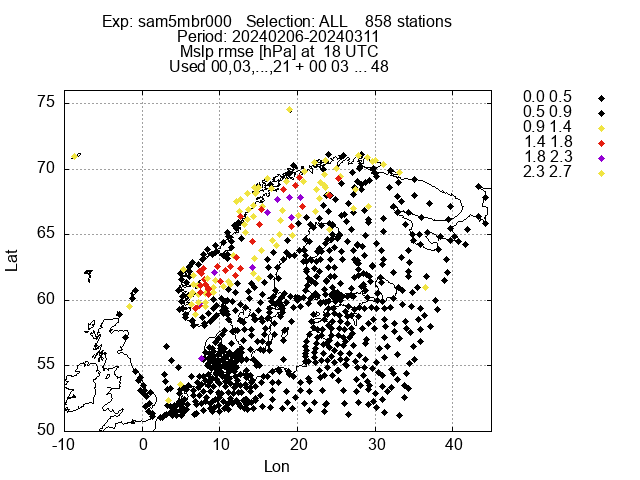 Exp: sam5mbr000 Selection: ALL 858 stations
Period: 20240206-20240311
Mslp rmse [hPa] at 18 UTC
Used 00,03,...,21 + 00 03 ... 48
0.0 0.5
0.5 0.9
0.9 1.4
1.4 1.8
1.8 2.3
2.3 2.7
75
70
65
60
55
50
Lat
-10 0 10 20 30 40
Lon